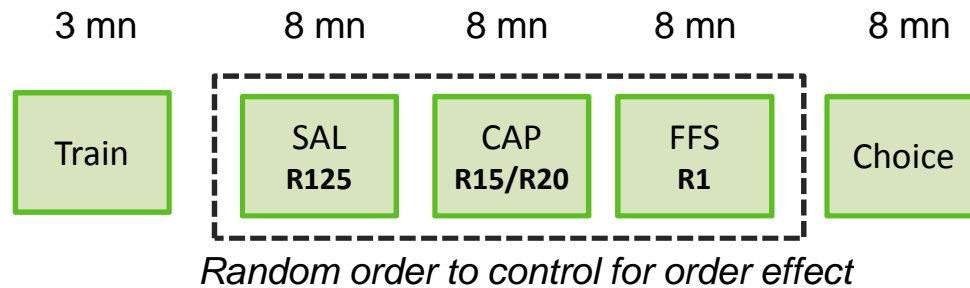 3 mn 8 mn 8 mn 8 mn 8 mn
Train
SAL
R125
CAP
R15/R20
FFS
R1
Choice
Random order to control for order effect